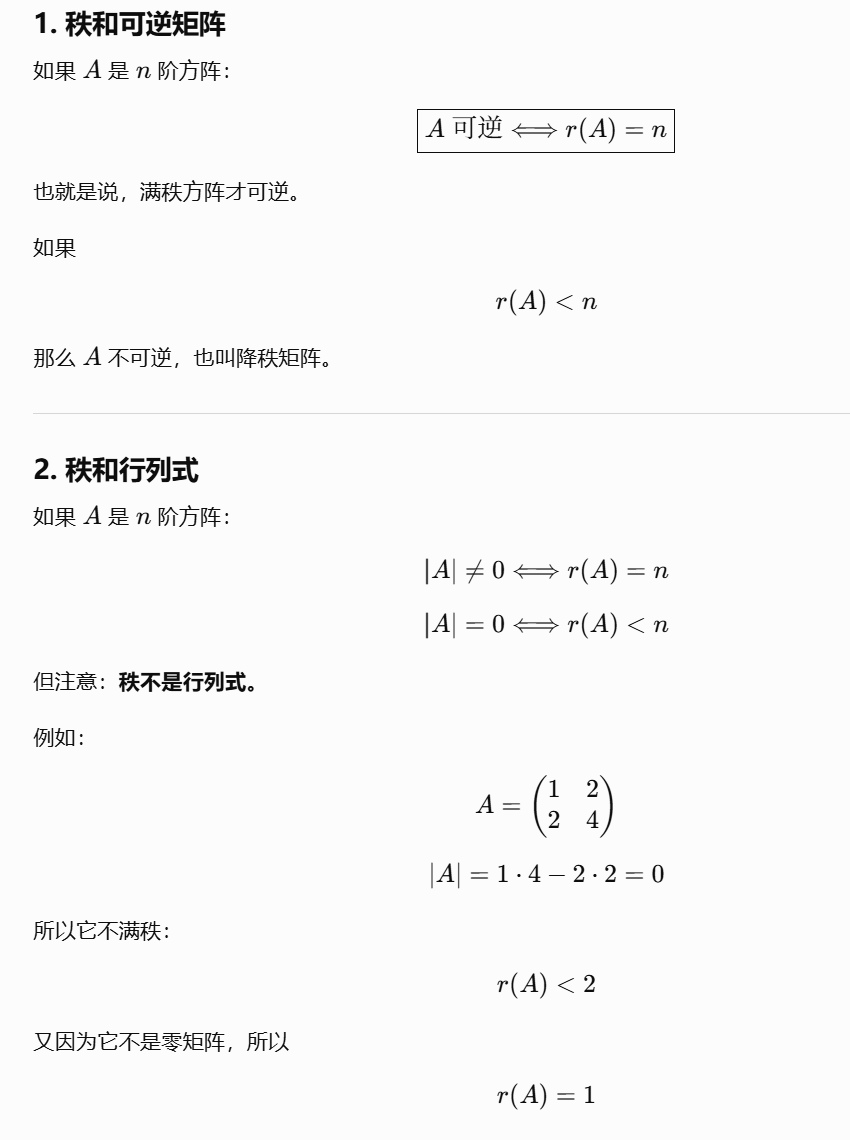 1. 秩和可逆矩阵
如果 A 是 n 阶方阵：
A 可逆 ⟺ r(A) = n
也就是说，满秩方阵才可逆。
如果
r(A) < n
那么 A 不可逆，也叫降秩矩阵。
2. 秩和行列式
如果 A 是 n 阶方阵：
|A| ≠ 0 ⟺ r(A) = n
|A| = 0 ⟺ r(A) < n
但注意：秩不是行列式。
例如：
A = (1 2
2 4)
|A| = 1 · 4 − 2 · 2 = 0
所以它不满秩：
r(A) < 2
又因为它不是零矩阵，所以
r(A) = 1